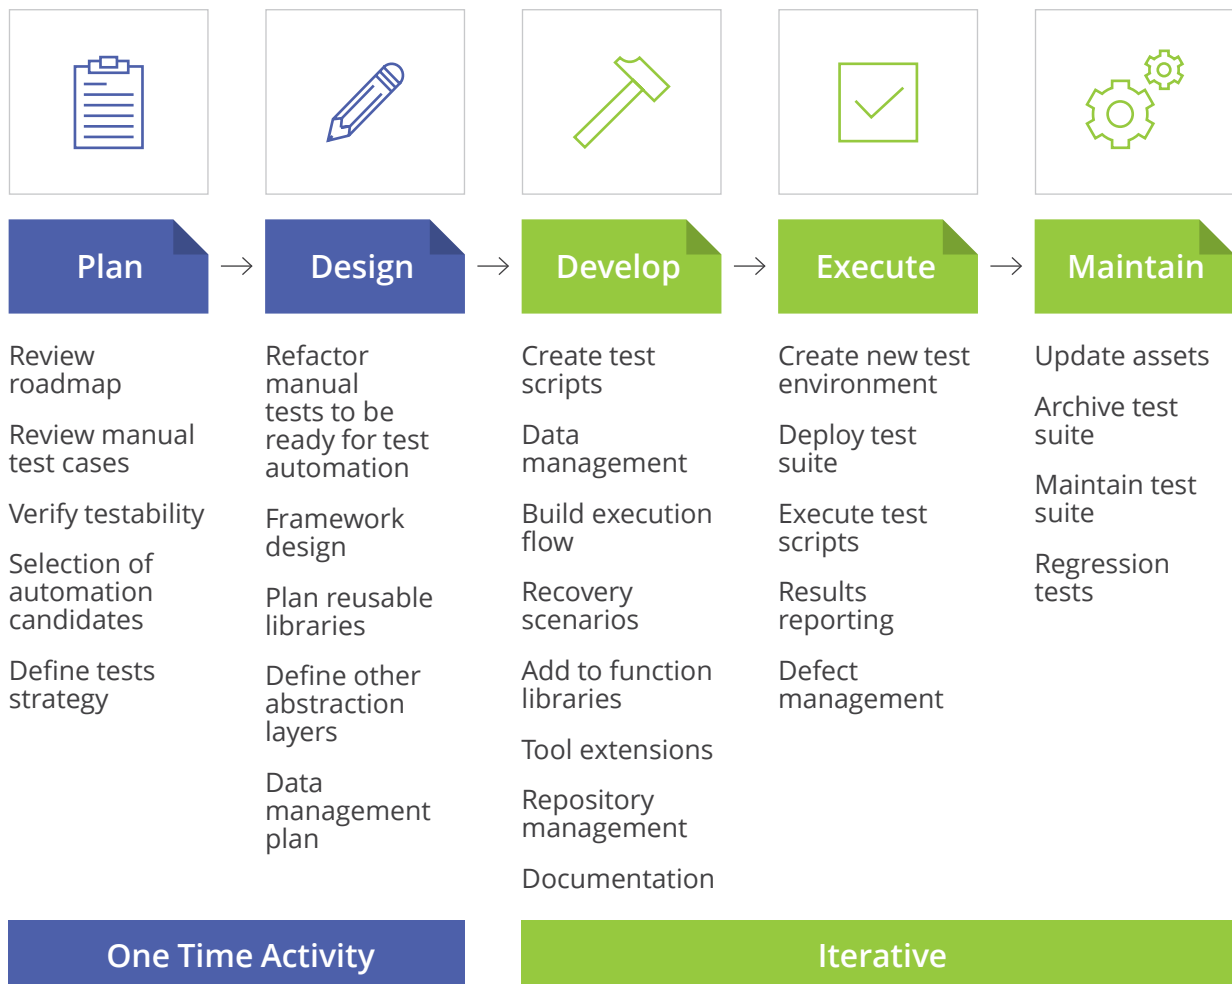 Plan
Design
Develop
Execute
Maintain
Review
roadmap
Review manual
test cases
Verify testability
Selection of
automation
candidates
Define tests
strategy
Refactor
manual
tests to be
ready for test
automation
Framework
design
Plan reusable
libraries
Define other
abstraction
layers
Data
management
plan
Create test
scripts
Data
management
Build execution
flow
Recovery
scenarios
Add to function
libraries
Tool extensions
Repository
management
Documentation
Create new test
environment
Deploy test
suite
Execute test
scripts
Results
reporting
Defect
management
Update assets
Archive test
suite
Maintain test
suite
Regression
tests
One Time Activity
Iterative